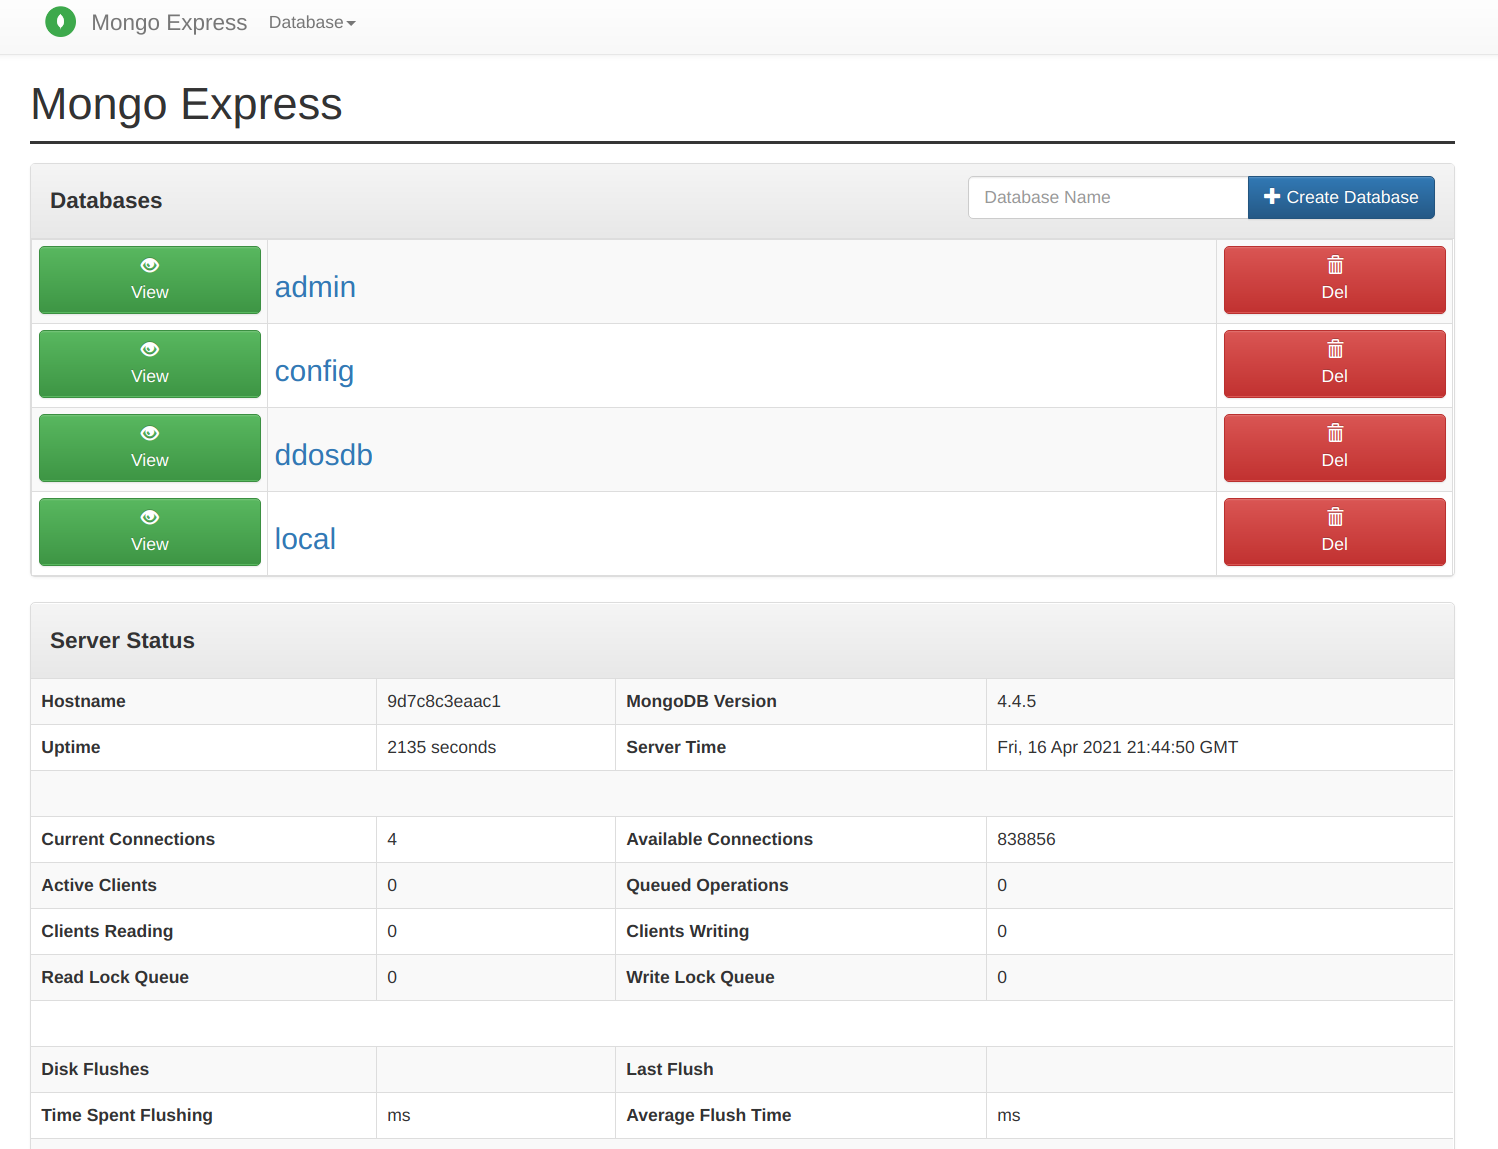 Mongo Express Database
Mongo Express
Databases
Database Name
Create Database
View
admin
Del
View
config
Del
View
ddosdb
Del
View
local
Del
Server Status
Hostname 9d7c8c3eaac1 MongoDB Version 4.4.5
Uptime 2135 seconds Server Time Fri, 16 Apr 2021 21:44:50 GMT
Current Connections 4 Available Connections 838856
Active Clients 0 Queued Operations 0
Clients Reading 0 Clients Writing 0
Read Lock Queue 0 Write Lock Queue 0
Disk Flushes Last Flush
Time Spent Flushing ms Average Flush Time ms